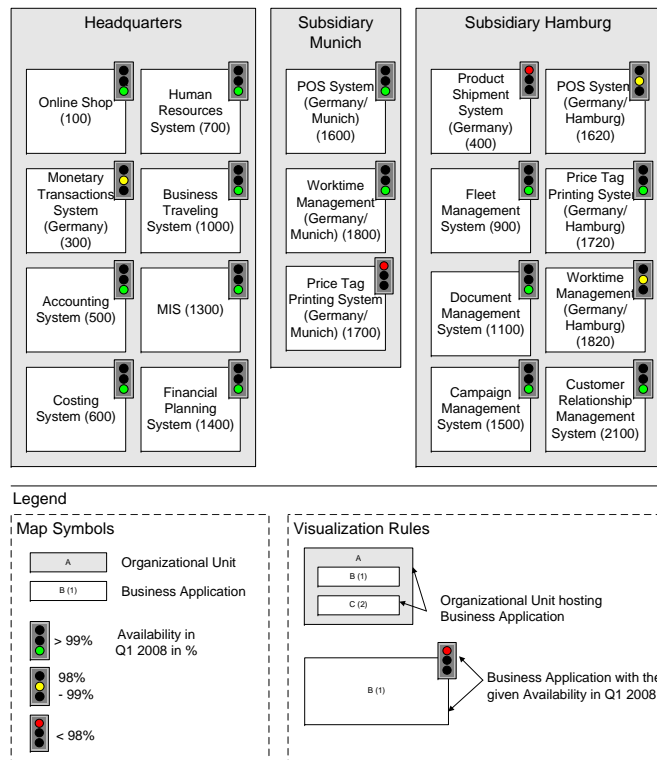 Headquarters
Online Shop
(100)
Human
Resources
System (700)
Monetary
Transactions
System
(Germany)
(300)
Business
Traveling
System (1000)
Accounting
System (500)
MIS (1300)
Costing
System (600)
Financial
Planning
System (1400)
Subsidiary
Munich
POS System
(Germany/
Munich)
(1600)
Worktime
Management
(Germany/
Munich) (1800)
Price Tag
Printing System
(Germany/
Munich) (1700)
Subsidiary Hamburg
Product
Shipment
System
(Germany)
(400)
POS System
(Germany/
Hamburg)
(1620)
Fleet
Management
System (900)
Price Tag
Printing System
(Germany/
Hamburg)
(1720)
Document
Management
System (1100)
Worktime
Management
(Germany/
Hamburg)
(1820)
Campaign
Management
System (1500)
Customer
Relationship
Management
System (2100)
Legend
Map Symbols
A
Organizational Unit
B (1)
Business Application
> 99%
Availability in
Q1 2008 in %
98%
- 99%
< 98%
Visualization Rules
A
B (1)
C (2)
Organizational Unit hosting
Business Application
B (1)
Business Application with the
given Availability in Q1 2008